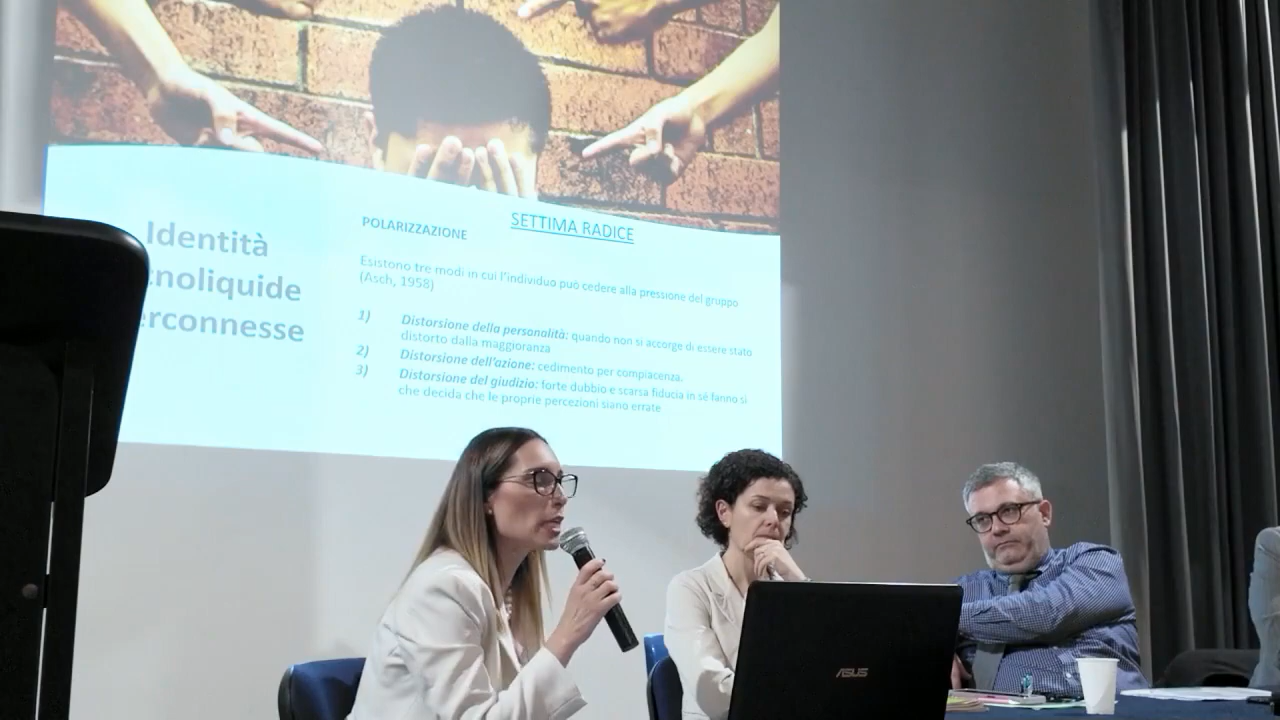 SETTIMA RADICE
POLARIZZAZIONE
Identità
interconnesse
Esistono tre modi in cui l'individuo può cedere alla pressione del gruppo
(Asch, 1958)
1) Distorsione della personalità: quando non si accorge di essere stato
distorto dalla maggioranza
2) Distorsione dell'azione: cedimento per compiacenza.
3) Distorsione del giudizio: forte dubbio e scarsa fiducia in sé fanno sì
che decida che le proprie percezioni siano errate
ASUS